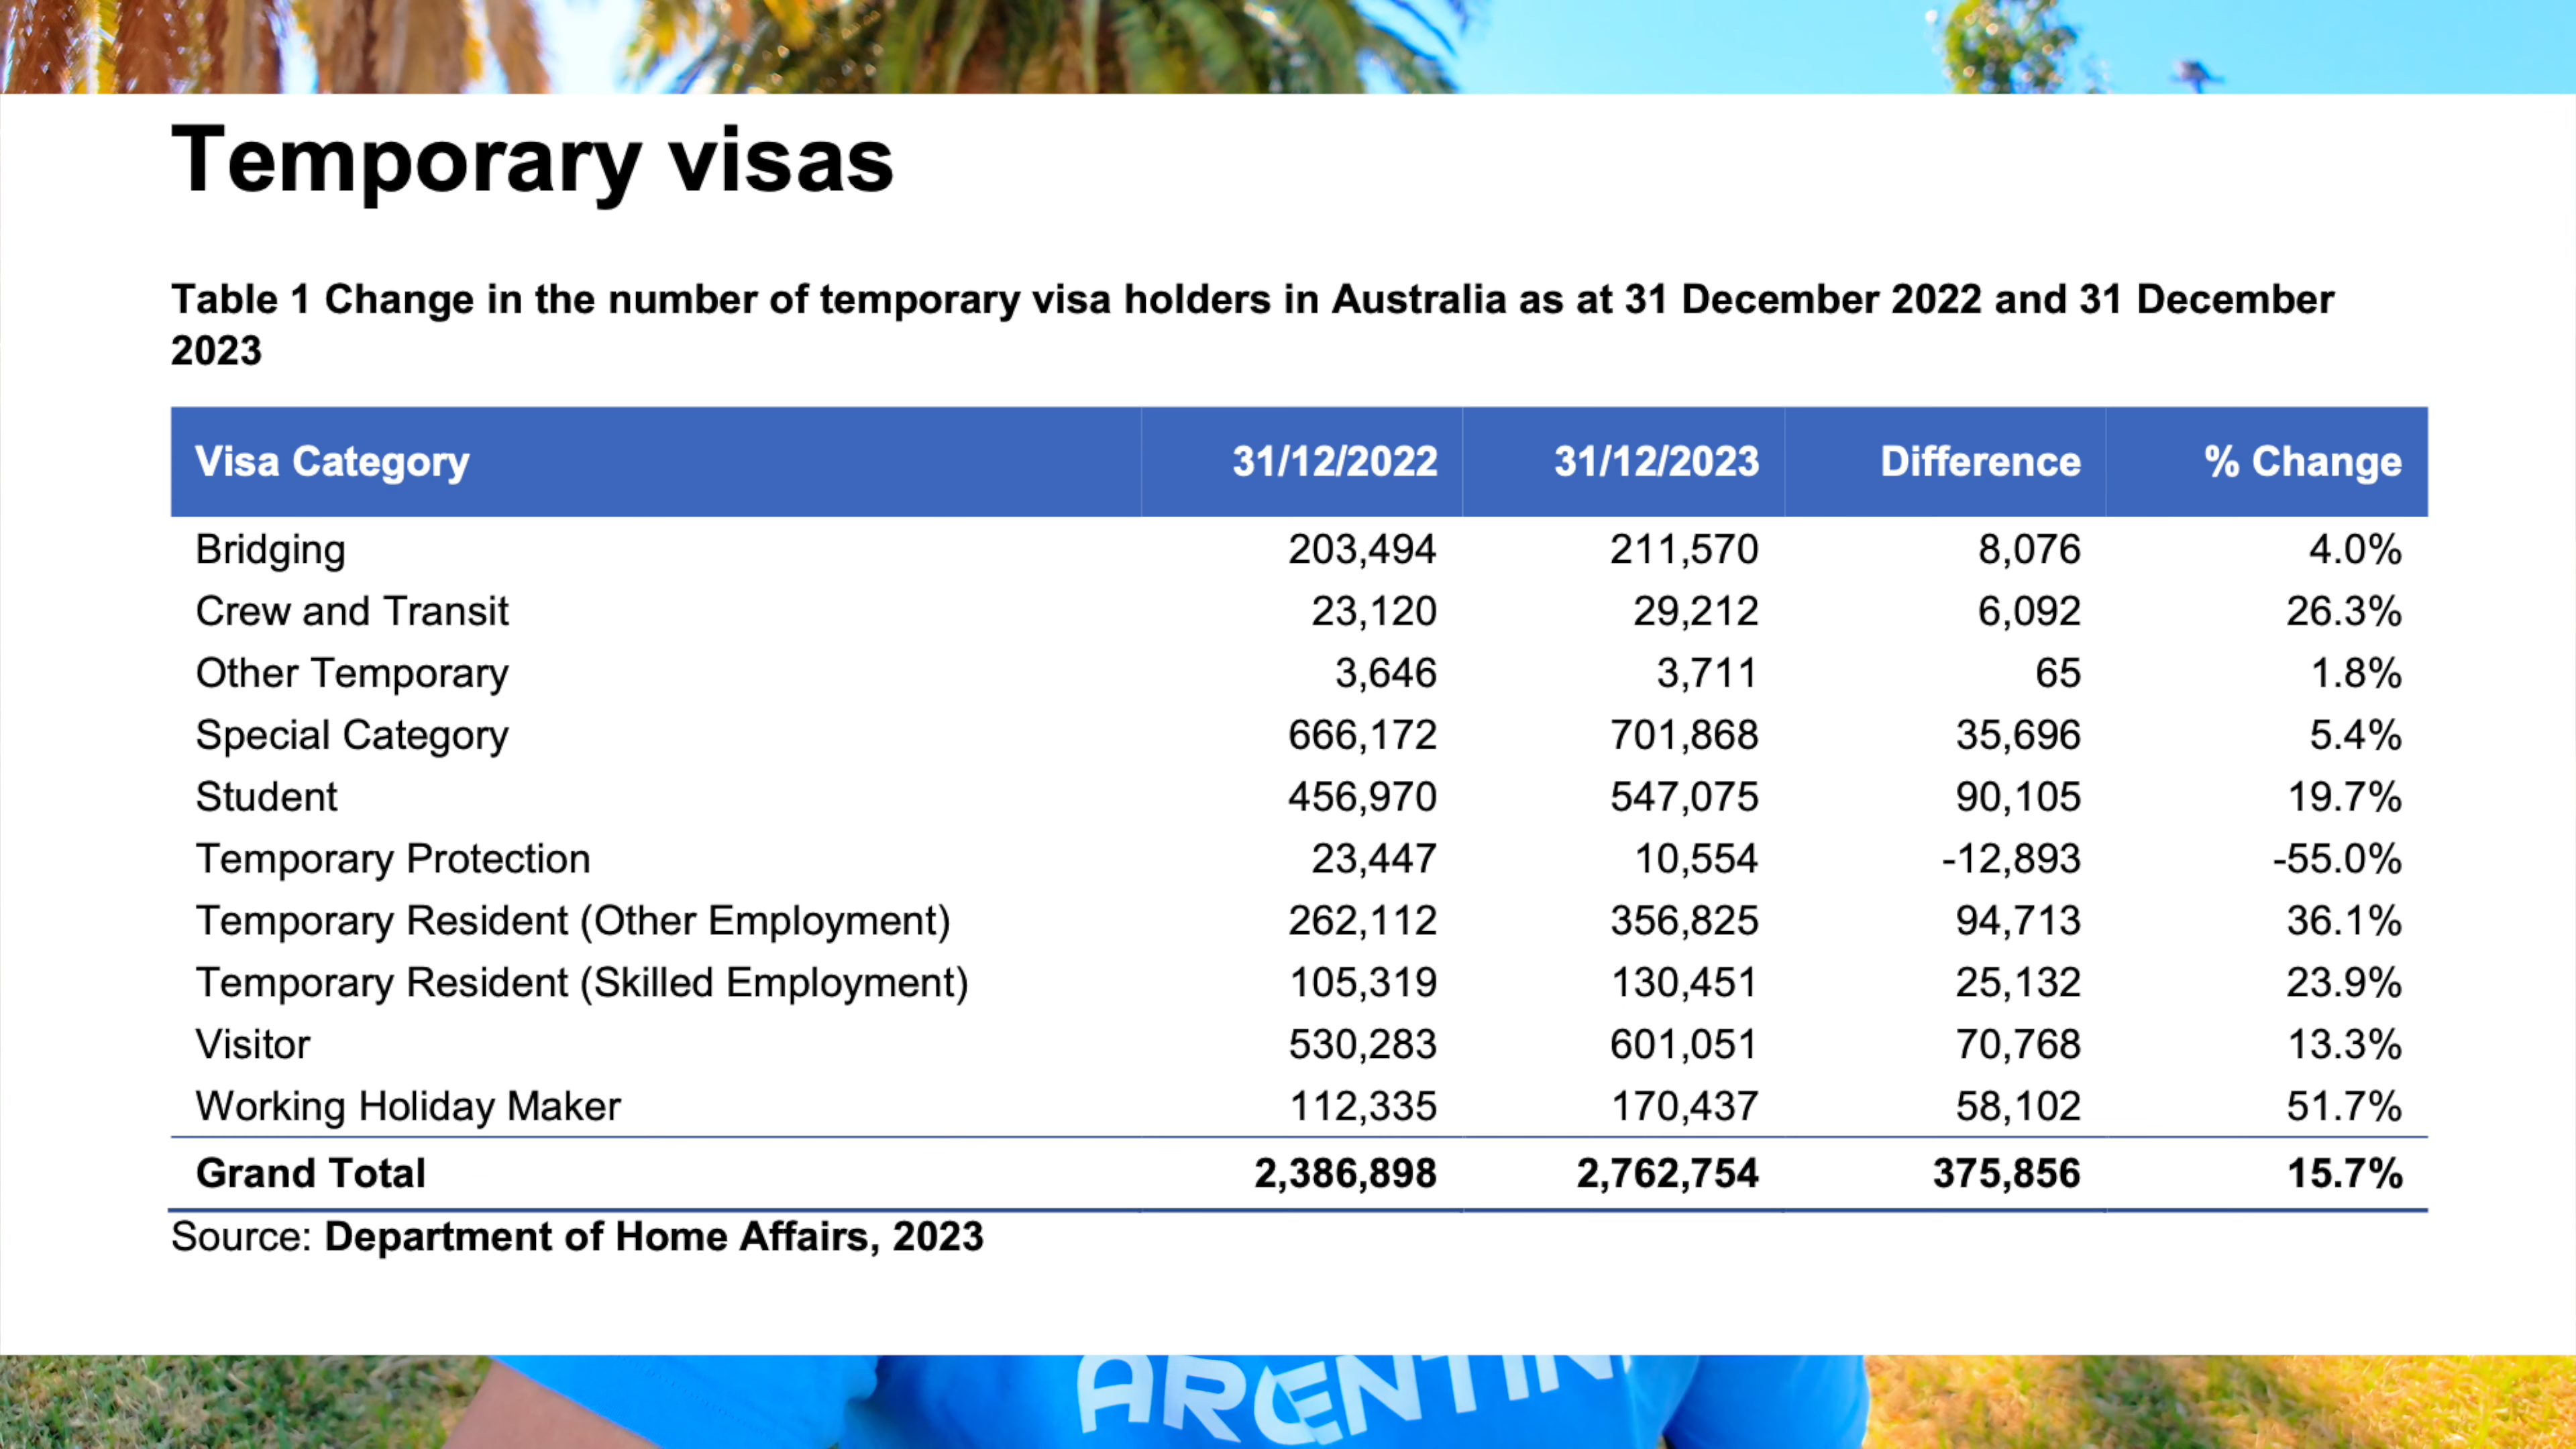 Temporary visas
Table 1 Change in the number of temporary visa holders in Australia as at 31 December 2022 and 31 December
2023
Visa Category 31/12/2022 31/12/2023 Difference % Change
Bridging 203,494 211,570 8,076 4.0%
Crew and Transit 23,120 29,212 6,092 26.3%
Other Temporary 3,646 3,711 65 1.8%
Special Category 666,172 701,868 35,696 5.4%
Student 456,970 547,075 90,105 19.7%
Temporary Protection 23,447 10,554 -12,893 -55.0%
Temporary Resident (Other Employment) 262,112 356,825 94,713 36.1%
Temporary Resident (Skilled Employment) 105,319 130,451 25,132 23.9%
Visitor 530,283 601,051 70,768 13.3%
Working Holiday Maker 112,335 170,437 58,102 51.7%
Grand Total 2,386,898 2,762,754 375,856 15.7%
Source: Department of Home Affairs, 2023
ARGENTIN